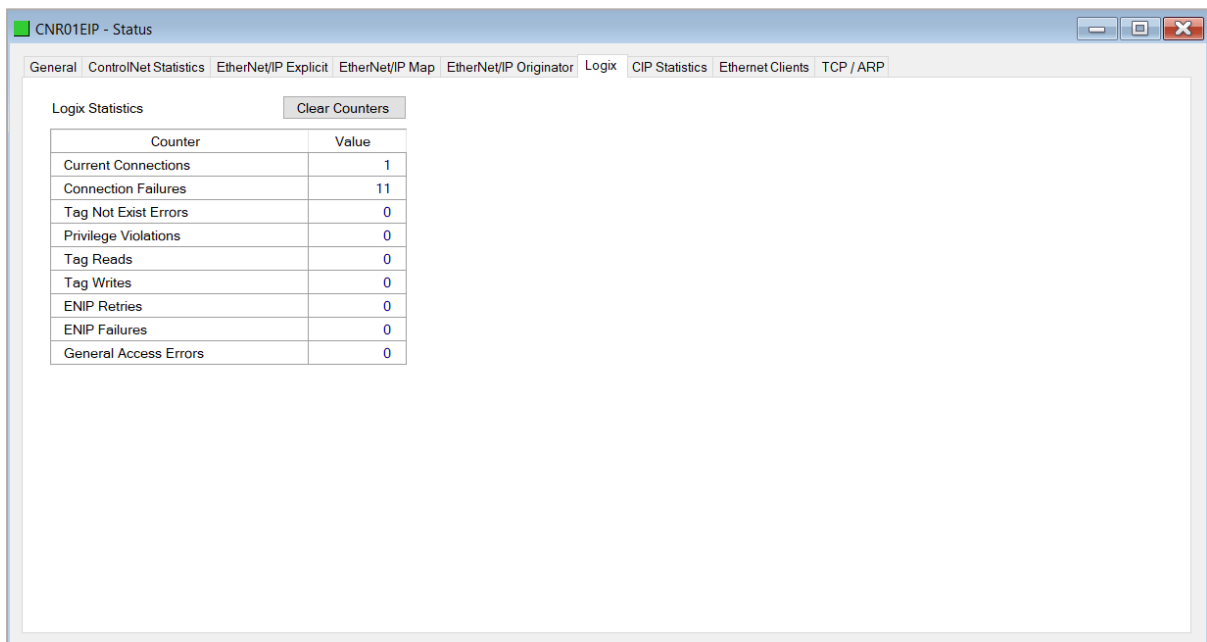 CNR01EIP - Status
General ControlNet Statistics EtherNet/IP Explicit EtherNet/IP Map EtherNet/IP Originator Logix CIP Statistics Ethernet Clients TCP / ARP
Logix Statistics Clear Counters
Counter Value
Current Connections 1
Connection Failures 11
Tag Not Exist Errors 0
Privilege Violations 0
Tag Reads 0
Tag Writes 0
ENIP Retries 0
ENIP Failures 0
General Access Errors 0